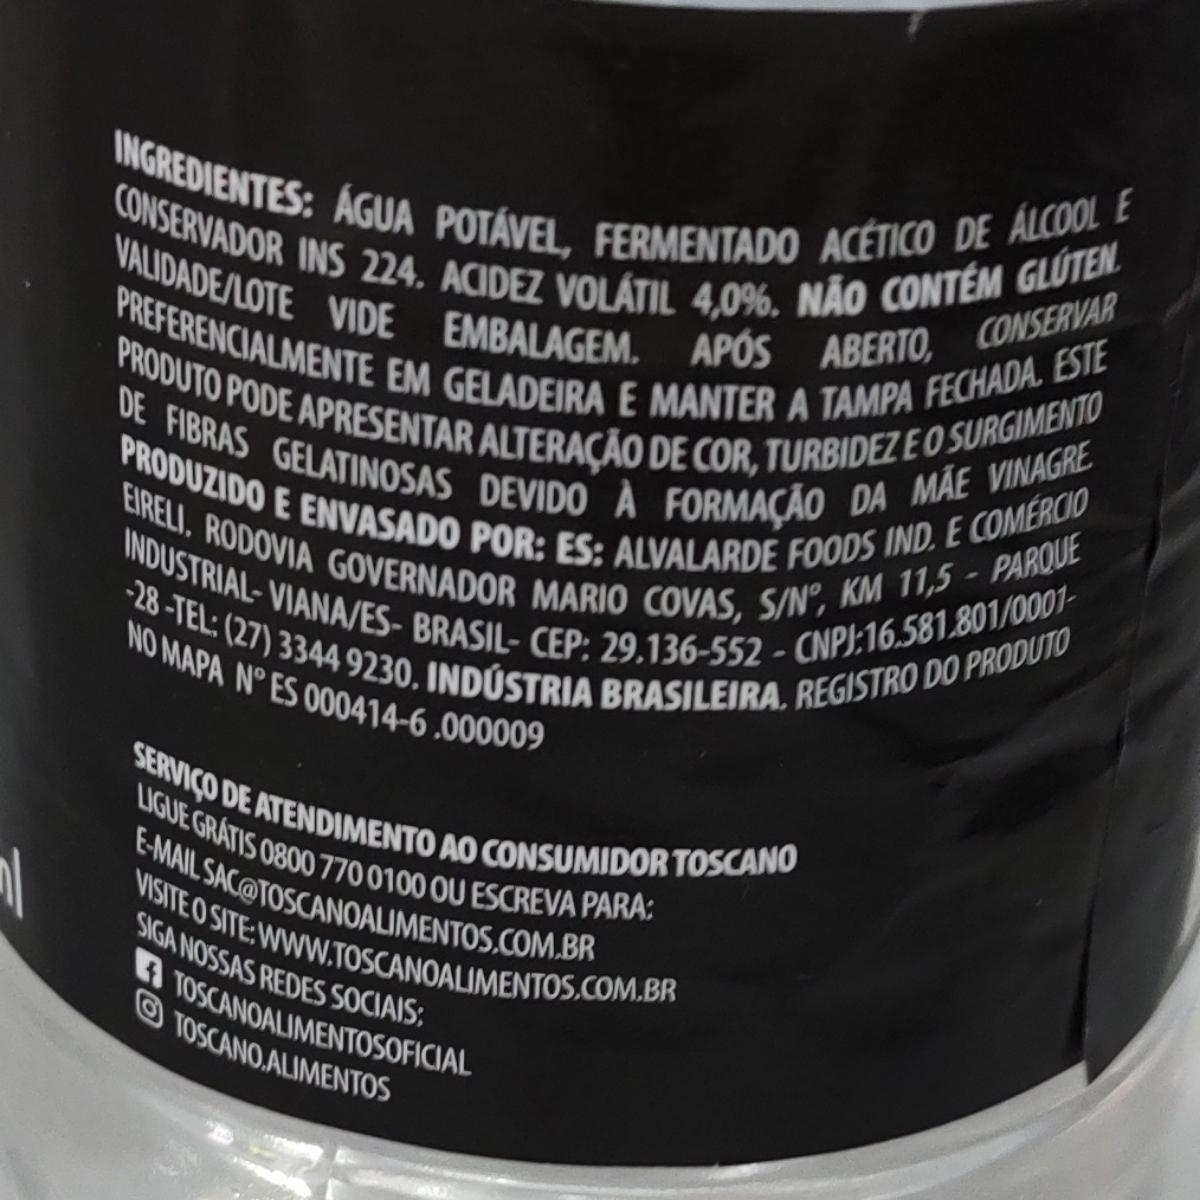 INGREDIENTES: ÁGUA POTÁVEL, FERMENTADO ACÉTICO DE ÁLCOOL E
CONSERVADOR INS 224. ACIDEZ VOLÁTIL 4,0%. NÃO CONTÉM GLÚTEN.
VALIDADE/LOTE VIDE EMBALAGEM. APÓS ABERTO, CONSERVAR
PREFERENCIALMENTE EM GELADEIRA E MANTER A TAMPA FECHADA. ESTE
PRODUTO PODE APRESENTAR ALTERAÇÃO DE COR, TURBIDEZ E O SURGIMENTO
DE FIBRAS GELATINOSAS DEVIDO À FORMAÇÃO DA MÃE VINAGRE.
PRODUZIDO E ENVASADO POR: ES: ALVALARDE FOODS IND. E COMÉRCIO
EIRELI. RODOVIA GOVERNADOR MARIO COVAS, S/Nº, KM 11,5 - PARQUE
INDUSTRIAL- VIANA/ES- BRASIL- CEP: 29.136-552 - CNPJ:16.581.801/0001-
-28 -TEL: (27) 3344 9230. INDÚSTRIA BRASILEIRA. REGISTRO DO PRODUTO
NO MAPA Nº ES 000414-6 .000009
SERVIÇO DE ATENDIMENTO AO CONSUMIDOR TOSCANO
LIGUE GRÁTIS 0800 770 0100 OU ESCREVA PARA:
E-MAIL SAC@TOSCANOALIMENTOS.COM.BR
VISITE O SITE: WWW.TOSCANOALIMENTOS.COM.BR
SIGA NOSSAS REDES SOCIAIS:
TOSCANOALIMENTOSOFICIAL
TOSCANO.ALIMENTOS